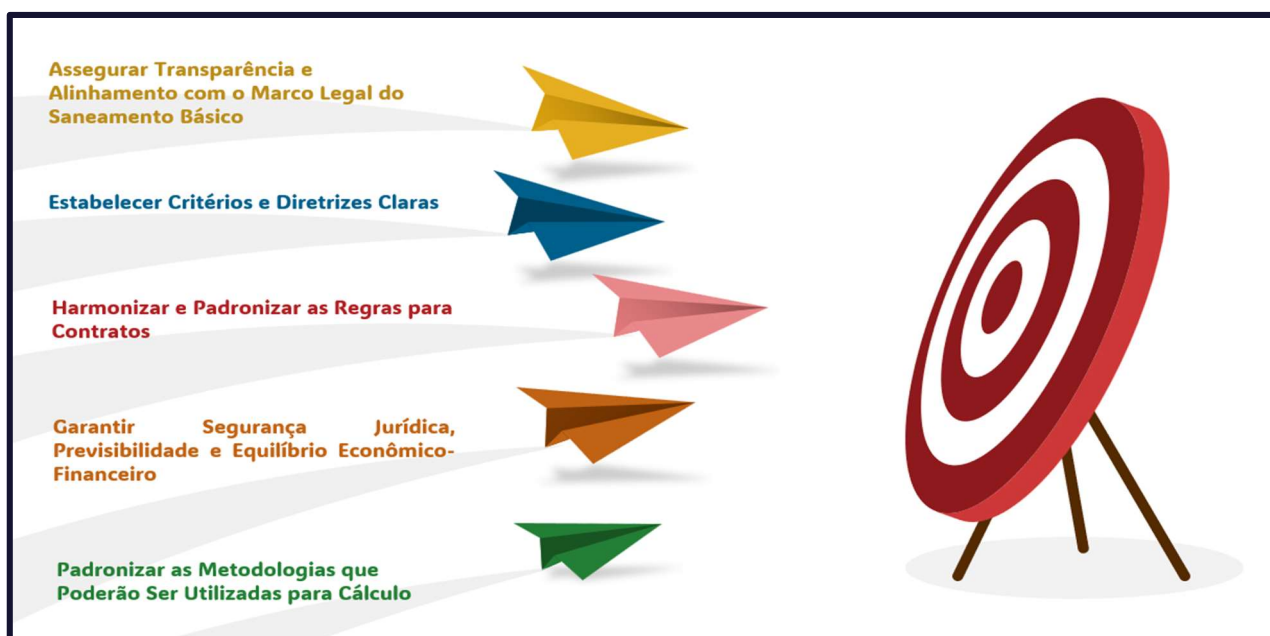 Assegurar Transparência e
Alinhamento com o Marco Legal do
Saneamento Básico
Estabelecer Critérios e Diretrizes Claras
Harmonizar e Padronizar as Regras para
Contratos
Garantir Segurança Jurídica,
Previsibilidade e Equilíbrio Econômico-
Financeiro
Padronizar as Metodologias que
Poderão Ser Utilizadas para Cálculo